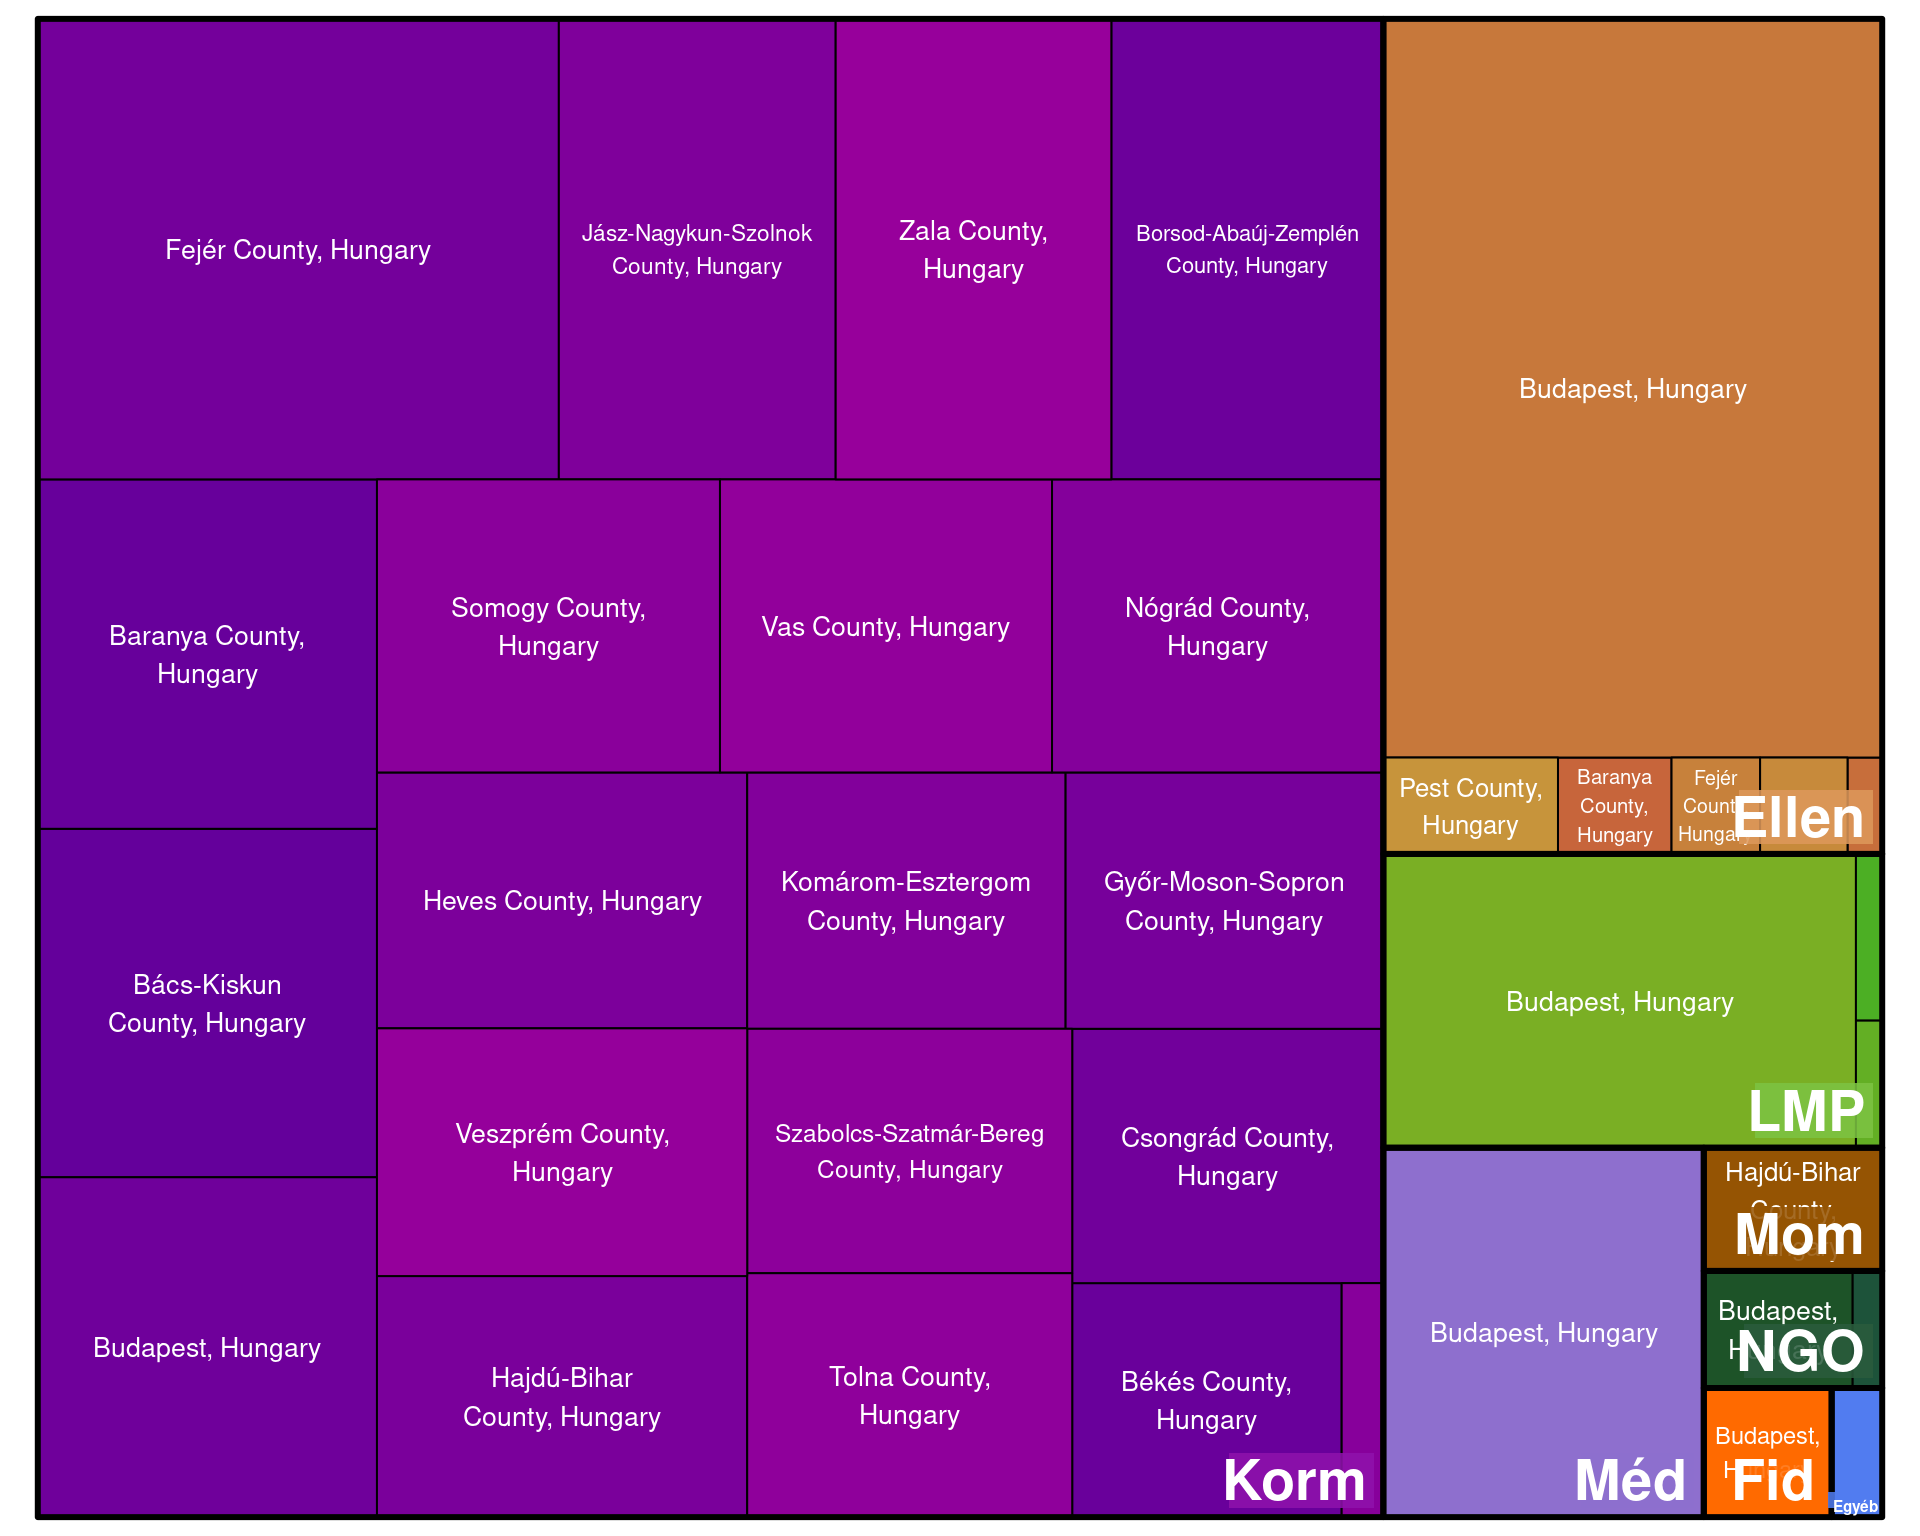 Fejér County, Hungary
Jász-Nagykun-Szolnok
County, Hungary
Zala County,
Hungary
Borsod-Abaúj-Zemplén
County, Hungary
Baranya County,
Hungary
Somogy County,
Hungary
Vas County, Hungary
Nógrád County,
Hungary
Bács-Kiskun
County, Hungary
Heves County, Hungary
Komárom-Esztergom
County, Hungary
Győr-Moson-Sopron
County, Hungary
Veszprém County,
Hungary
Szabolcs-Szatmár-Bereg
County, Hungary
Csongrád County,
Hungary
Budapest, Hungary
Hajdú-Bihar
County, Hungary
Tolna County,
Hungary
Békés County,
Hungary
Korm
Budapest, Hungary
Pest County,
Hungary
Baranya
County,
Hungary
Fejér
County,
Hungary
Ellen
Budapest, Hungary
LMP
Budapest, Hungary
Méd
Hajdú-Bihar
County,
Mom
Budapest,
NGO
Budapest,
Fid
Egyéb